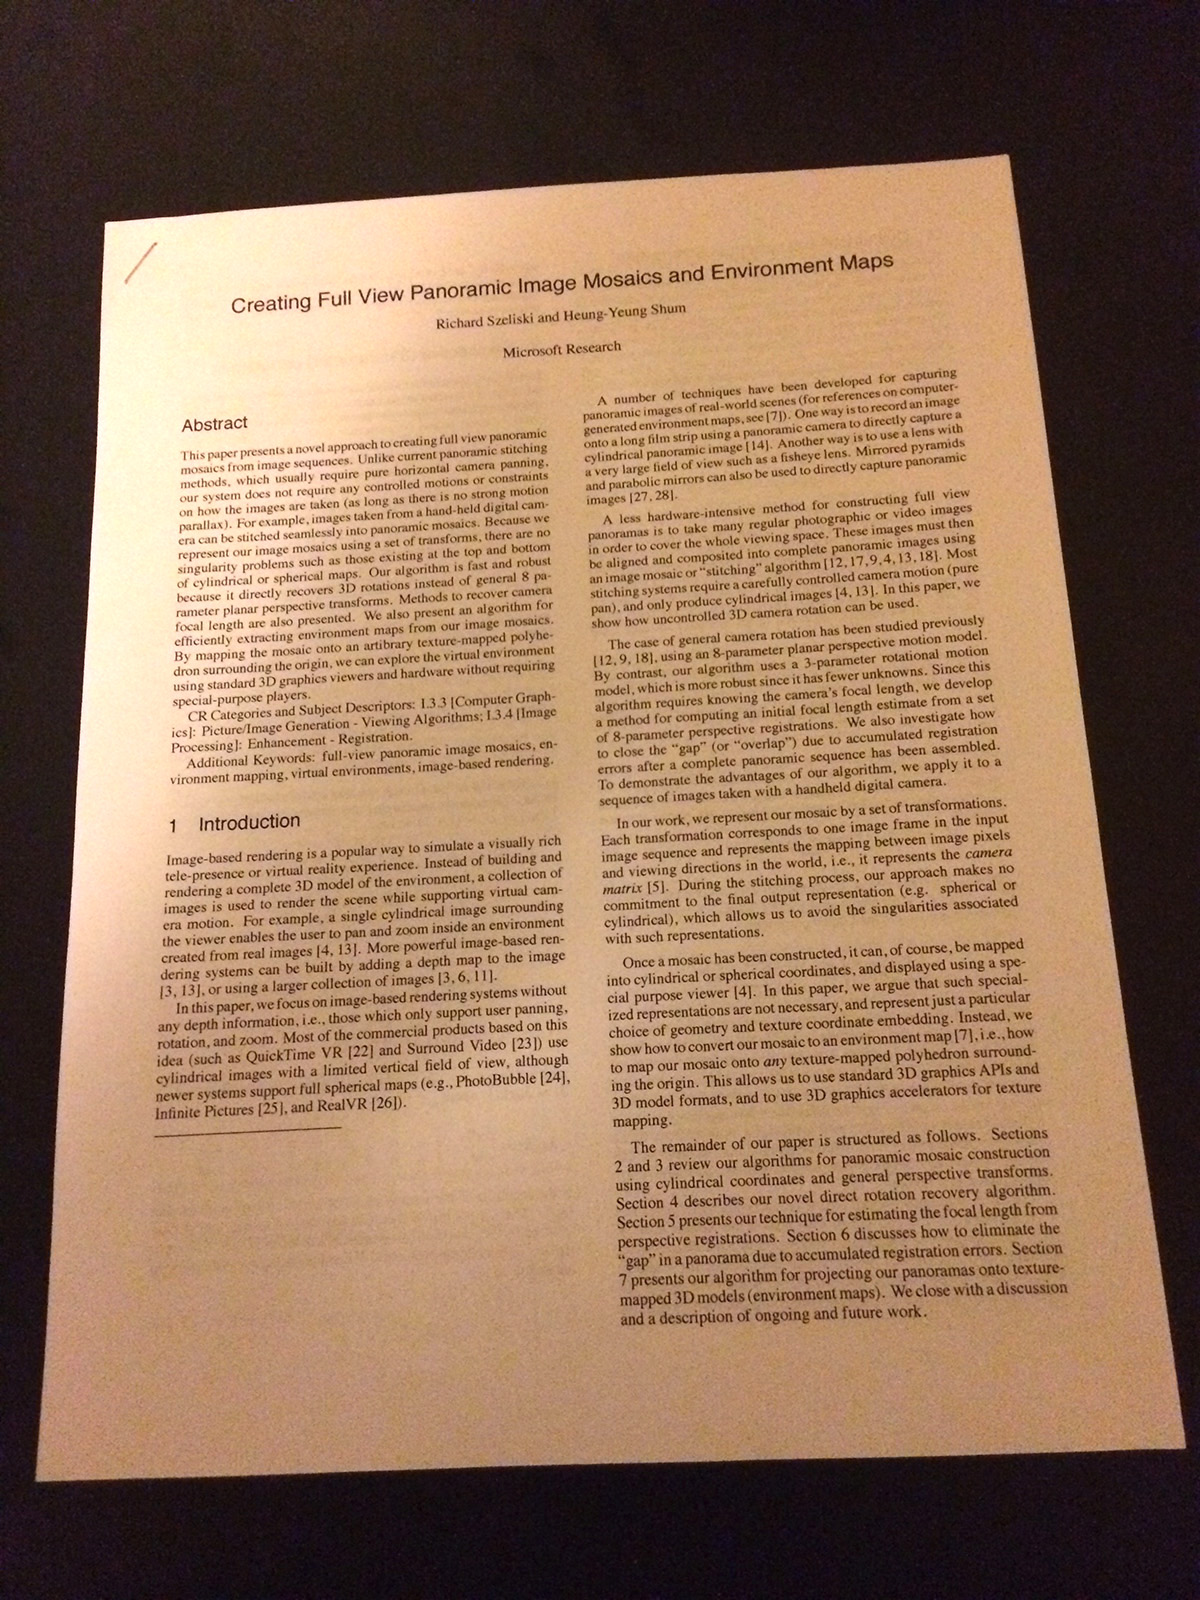 Creating Full View Panoramic Image Mosaics and Environment Maps
Richard Szeliski and Heung-Yeung Shum
Microsoft Research
Abstract
This paper presents a novel approach to creating full view panoramic
mosaics from image sequences. Unlike current panoramic stitching
methods, which usually require pure horizontal camera panning,
our system does not require any controlled motions or constraints
on how the images are taken (as long as there is no strong motion
parallax). For example, images taken from a hand-held digital cam-
era can be stitched seamlessly into panoramic mosaics. Because we
represent our image mosaics using a set of transforms, there are no
singularity problems such as those existing at the top and bottom
of cylindrical or spherical maps. Our algorithm is fast and robust
because it directly recovers 3D rotations instead of general 8 pa-
rameter planar perspective transforms. Methods to recover camera
focal length are also presented. We also present an algorithm for
efficiently extracting environment maps from our image mosaics.
By mapping the mosaic onto an artibrary texture-mapped polyhe-
dron surrounding the origin, we can explore the virtual environment
using standard 3D graphics viewers and hardware without requiring
special-purpose players.
CR Categories and Subject Descriptors: I.3.3 [Computer Graph-
ics]: Picture/Image Generation - Viewing Algorithms; I.3.4 [Image
Processing]: Enhancement - Registration.
Additional Keywords: full-view panoramic image mosaics, en-
vironment mapping, virtual environments, image-based rendering.
1 Introduction
Image-based rendering is a popular way to simulate a visually rich
tele-presence or virtual reality experience. Instead of building and
rendering a complete 3D model of the environment, a collection of
images is used to render the scene while supporting virtual cam-
era motion. For example, a single cylindrical image surrounding
the viewer enables the user to pan and zoom inside an environment
created from real images [4, 13]. More powerful image-based ren-
dering systems can be built by adding a depth map to the image
[3, 13], or using a larger collection of images [3, 6, 11].
In this paper, we focus on image-based rendering systems without
any depth information, i.e., those which only support user panning,
rotation, and zoom. Most of the commercial products based on this
idea (such as QuickTime VR [22] and Surround Video [23]) use
cylindrical images with a limited vertical field of view, although
newer systems support full spherical maps (e.g., PhotoBubble [24],
Infinite Pictures [25], and RealVR [26]).
A number of techniques have been developed for capturing
panoramic images of real-world scenes (for references on computer-
generated environment maps, see [7]). One way is to record an image
onto a long film strip using a panoramic camera to directly capture a
cylindrical panoramic image [14]. Another way is to use a lens with
a very large field of view such as a fisheye lens. Mirrored pyramids
and parabolic mirrors can also be used to directly capture panoramic
images [27, 28].
A less hardware-intensive method for constructing full view
panoramas is to take many regular photographic or video images
in order to cover the whole viewing space. These images must then
be aligned and composited into complete panoramic images using
an image mosaic or "stitching" algorithm [12, 17, 9, 4, 13, 18]. Most
stitching systems require a carefully controlled camera motion (pure
pan), and only produce cylindrical images [4, 13]. In this paper, we
show how uncontrolled 3D camera rotation can be used.
The case of general camera rotation has been studied previously
[12, 9, 18], using an 8-parameter planar perspective motion model.
By contrast, our algorithm uses a 3-parameter rotational motion
model, which is more robust since it has fewer unknowns. Since this
algorithm requires knowing the camera's focal length, we develop
a method for computing an initial focal length estimate from a set
of 8-parameter perspective registrations. We also investigate how
to close the "gap" (or "overlap") due to accumulated registration
errors after a complete panoramic sequence has been assembled.
To demonstrate the advantages of our algorithm, we apply it to a
sequence of images taken with a handheld digital camera.
In our work, we represent our mosaic by a set of transformations.
Each transformation corresponds to one image frame in the input
image sequence and represents the mapping between image pixels
and viewing directions in the world, i.e., it represents the camera
matrix [5]. During the stitching process, our approach makes no
commitment to the final output representation (e.g. spherical or
cylindrical), which allows us to avoid the singularities associated
with such representations.
Once a mosaic has been constructed, it can, of course, be mapped
into cylindrical or spherical coordinates, and displayed using a spe-
cial purpose viewer [4]. In this paper, we argue that such special-
ized representations are not necessary, and represent just a particular
choice of geometry and texture coordinate embedding. Instead, we
show how to convert our mosaic to an environment map [7], i.e., how
to map our mosaic onto any texture-mapped polyhedron surround-
ing the origin. This allows us to use standard 3D graphics APIs and
3D model formats, and to use 3D graphics accelerators for texture
mapping.
The remainder of our paper is structured as follows. Sections
2 and 3 review our algorithms for panoramic mosaic construction
using cylindrical coordinates and general perspective transforms.
Section 4 describes our novel direct rotation recovery algorithm.
Section 5 presents our technique for estimating the focal length from
perspective registrations. Section 6 discusses how to eliminate the
"gap" in a panorama due to accumulated registration errors. Section
7 presents our algorithm for projecting our panoramas onto texture-
mapped 3D models (environment maps). We close with a discussion
and a description of ongoing and future work.